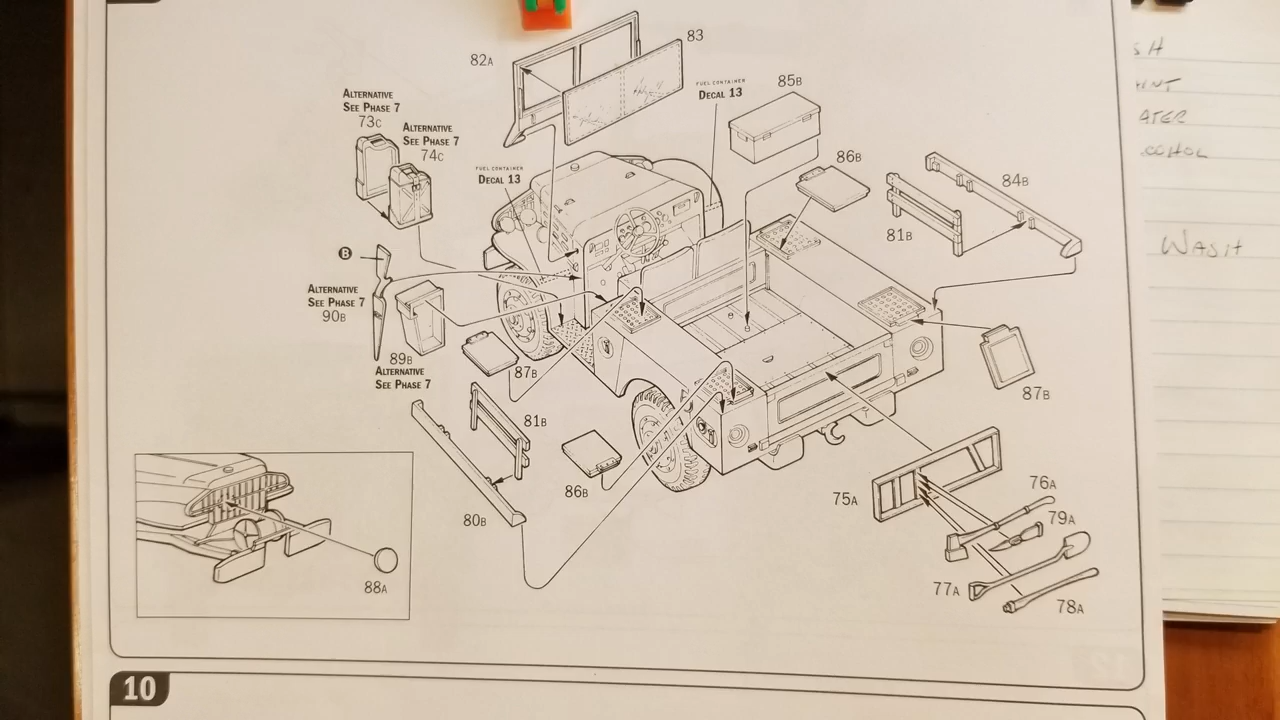 82A
83
ALTERNATIVE
SEE PHASE 7
73C
ALTERNATIVE
SEE PHASE 7
74C
FUEL CONTAINER
DECAL 13
FUEL CONTAINER
DECAL 13
85B
86B
84B
81B
B
ALTERNATIVE
SEE PHASE 7
90B
89B
ALTERNATIVE
SEE PHASE 7
87B
81B
80B
86B
87B
75A
76A
79A
77A
78A
88A
10
WASH